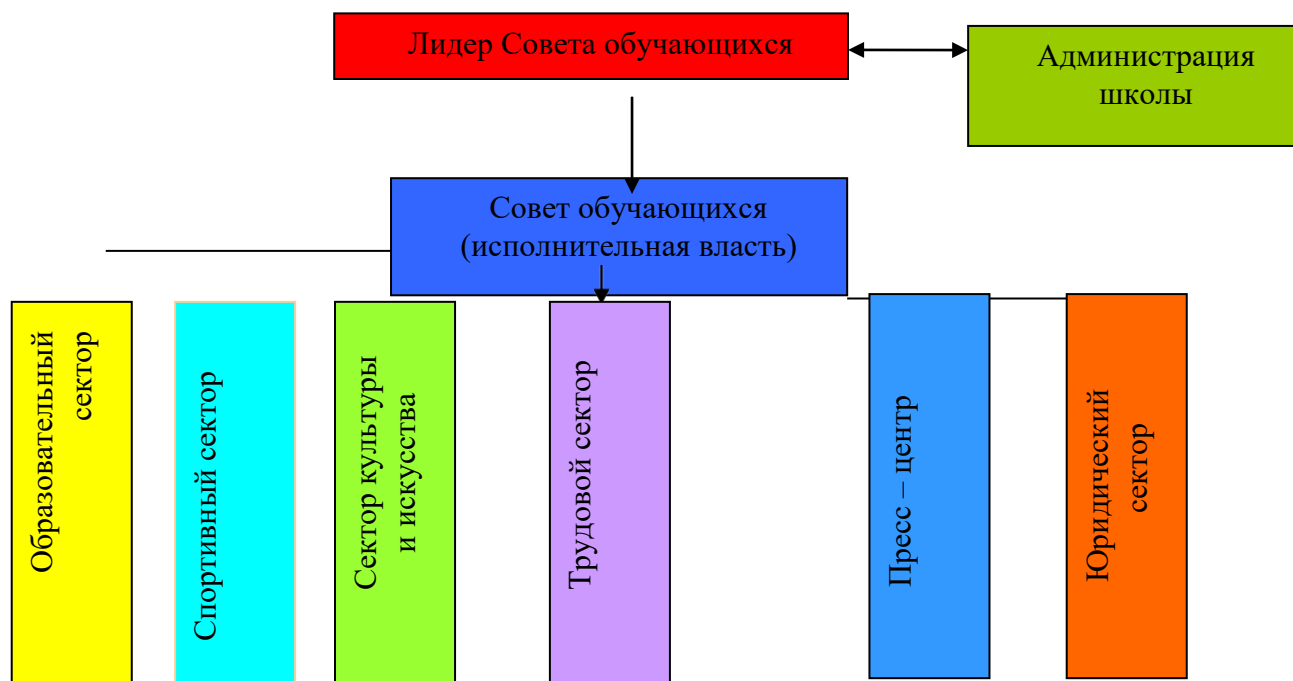 Лидер Совета обучающихся
Администрация
школы
Совет обучающихся
(исполнительная власть)
Образовательный
сектор
Спортивный сектор
Сектор культуры
и искусства
Трудовой сектор
Пресс – центр
Юридический
сектор